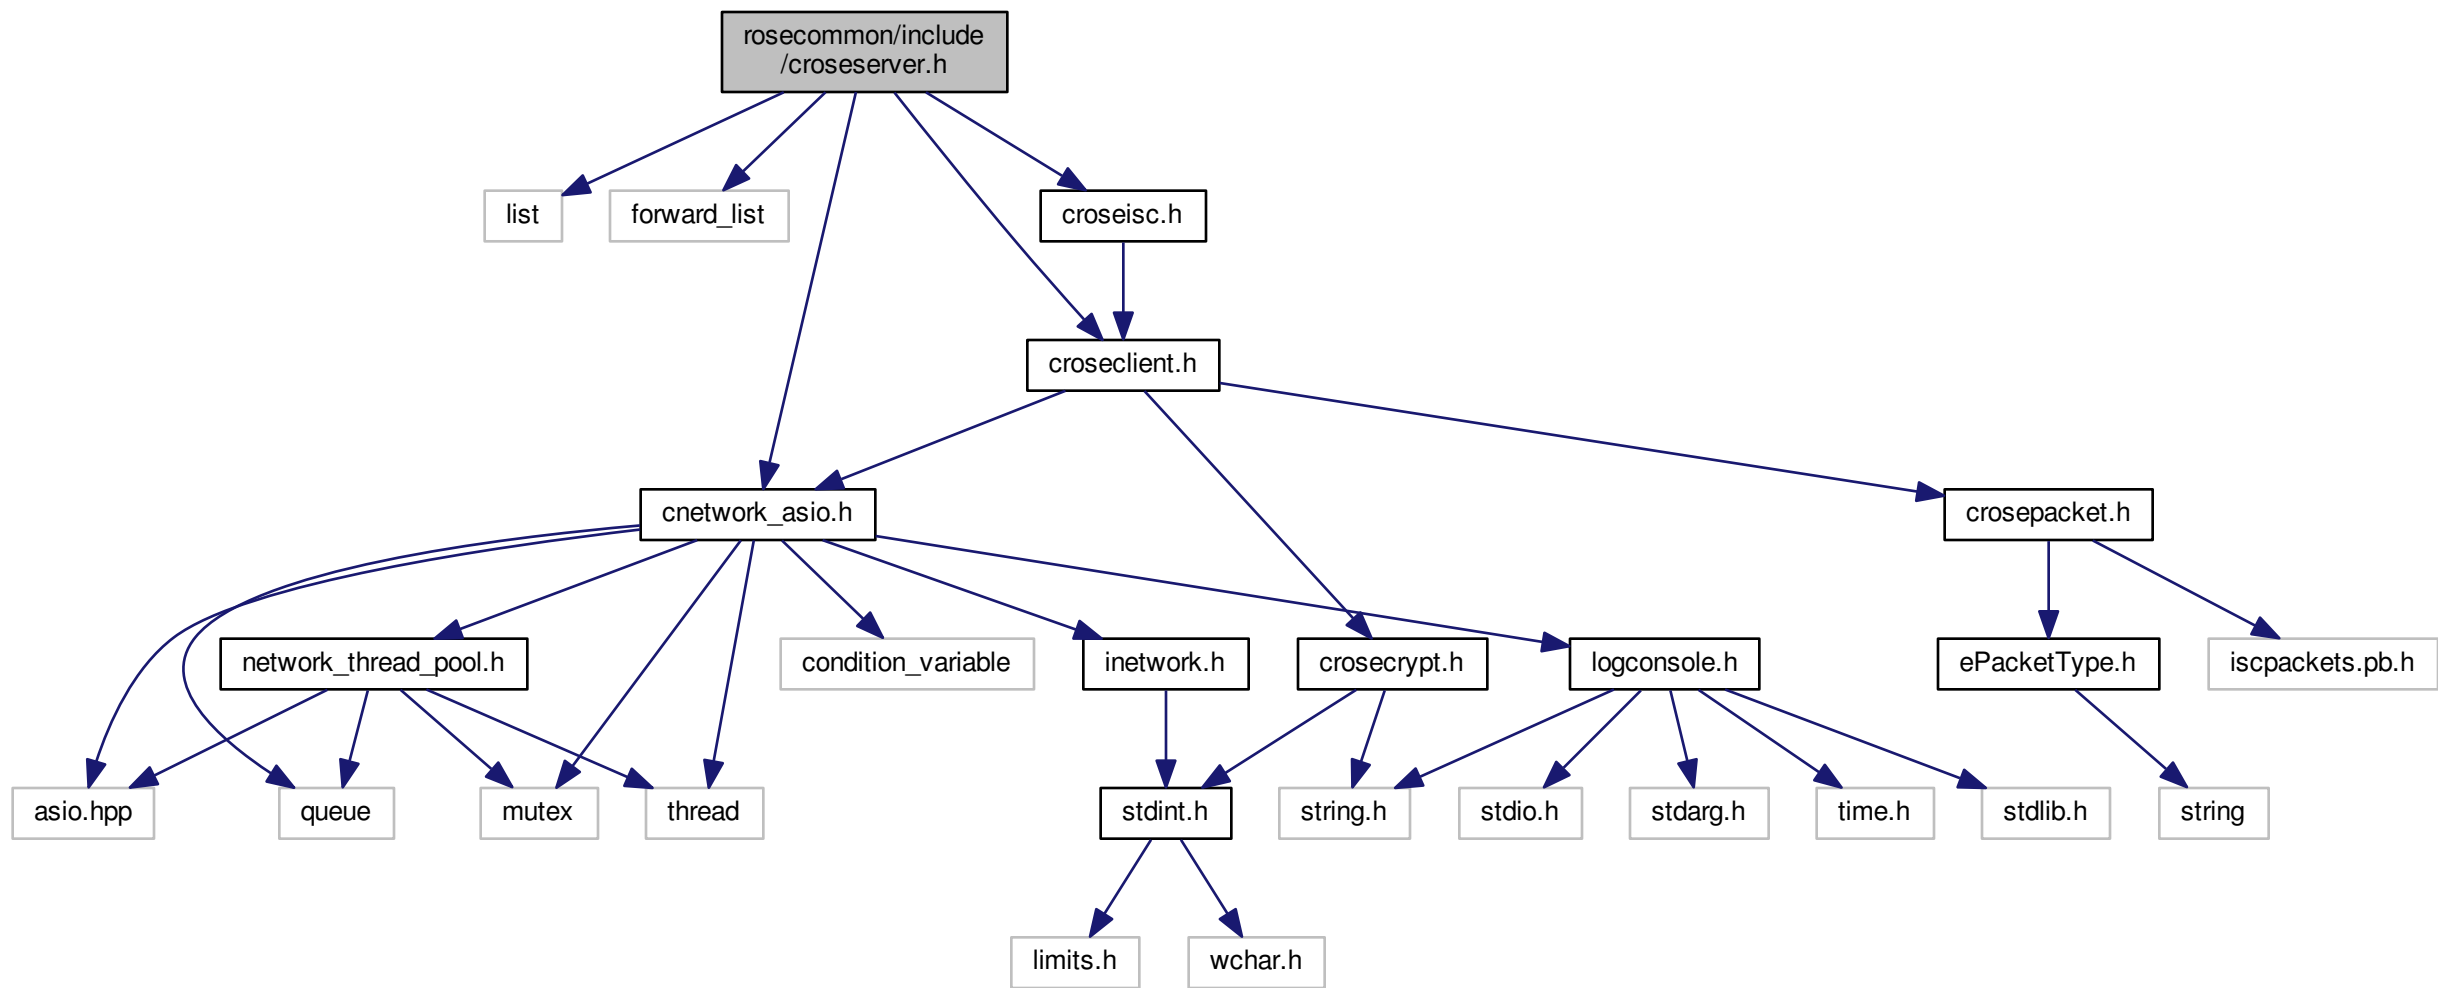 rosecommon/include
/croseserver.h
list
forward_list
croseisc.h
croseclient.h
cnetwork_asio.h
crosepacket.h
network_thread_pool.h
condition_variable
inetwork.h
crosecrypt.h
logconsole.h
ePacketType.h
iscpackets.pb.h
asio.hpp
queue
mutex
thread
stdint.h
string.h
stdio.h
stdarg.h
time.h
stdlib.h
string
limits.h
wchar.h